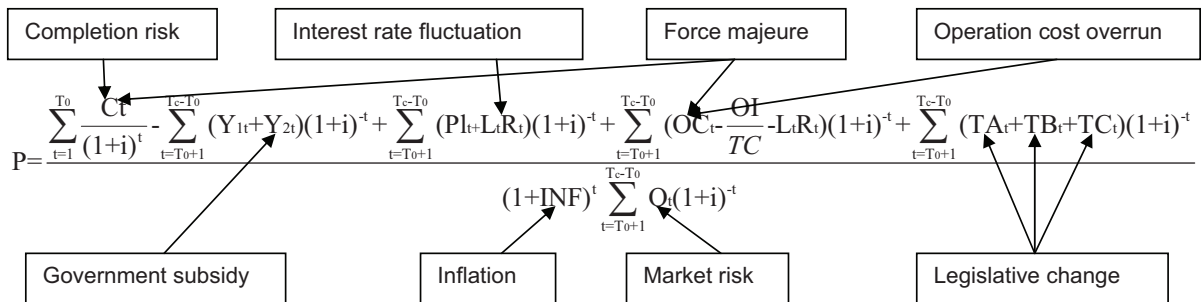 Completion risk Interest rate fluctuation Force majeure Operation cost overrun
T0 Tc-T0 Tc-T0 Tc-T0 Tc-T0
∑ Ct/(1+i)^t - ∑ (Y1t+Y2t)(1+i)^-t + ∑ (Plt+LtRt)(1+i)^-t + ∑ (OCt - OI/TC - LtRt)(1+i)^-t + ∑ (TAt+TBt+TCt)(1+i)^-t
t=1 t=T0+1 t=T0+1 t=T0+1 t=T0+1
P=
Tc-T0
(1+INF)^t ∑ Qt(1+i)^-t
t=T0+1
Government subsidy Inflation Market risk Legislative change